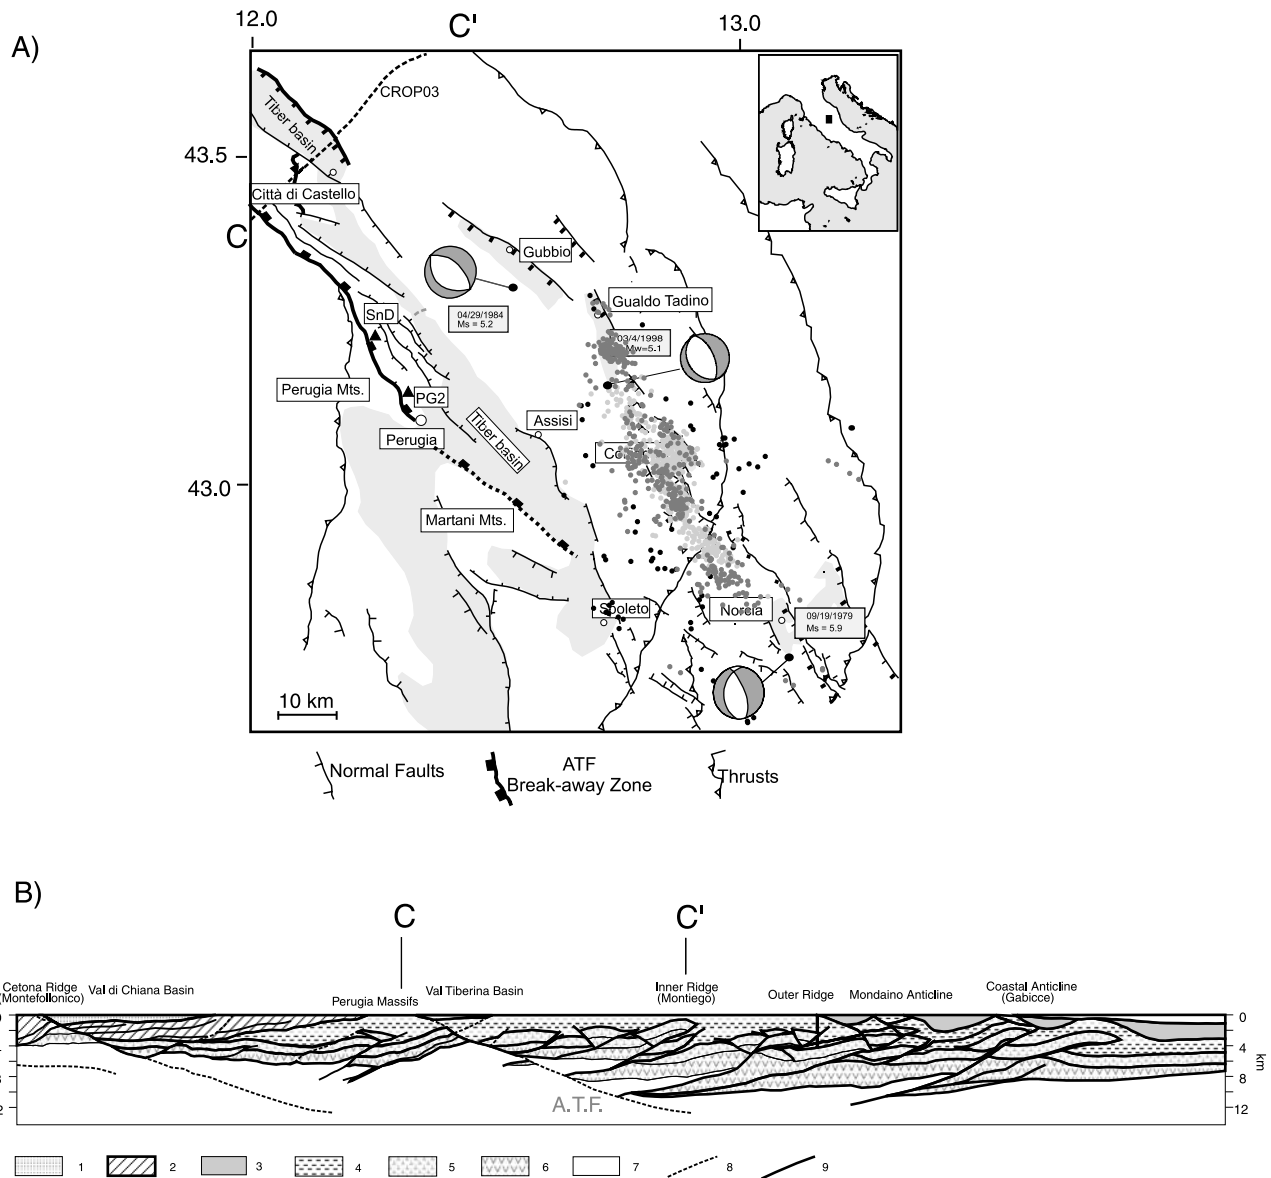 A)
12.0
C'
13.0
CROP03
Tiber basin
43.5
Città di Castello
C
Gubbio
Gualdo Tadino
SnD
04/29/1984
Ms = 5.2
03/4/1998
Mw=5.1
Perugia Mts.
PG2
Assisi
Perugia
Tiber basin
43.0
Martani Mts.
Spoleto
Norcia
09/19/1979
Ms = 5.9
10 km
Normal Faults
ATF
Break-away Zone
Thrusts
B)
C
C'
Cetona Ridge
(Montefollonico)
Val di Chiana Basin
Perugia Massifs
Val Tiberina Basin
Inner Ridge
(Montiego)
Outer Ridge
Mondaino Anticline
Coastal Anticline
(Gabicce)
0
4
8
12
km
A.T.F.
1
2
3
4
5
6
7
8
9